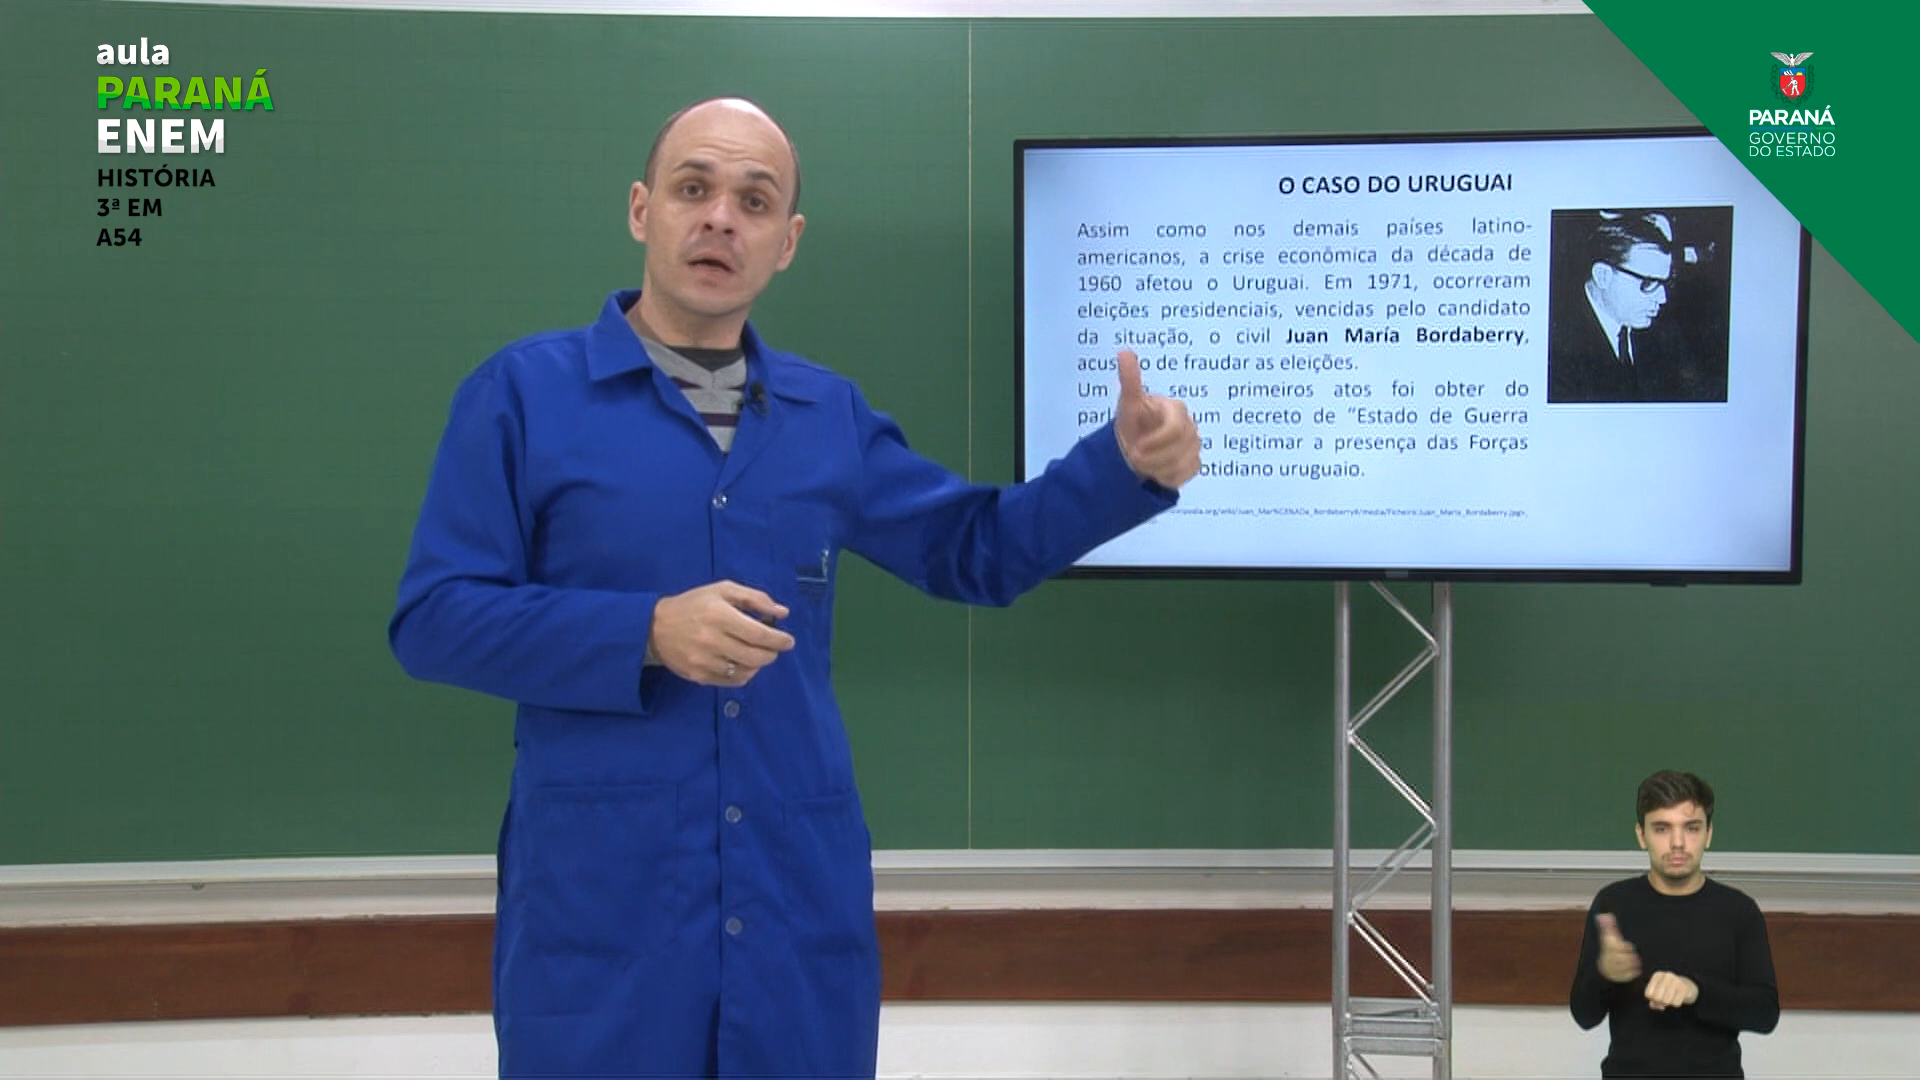 aula
PARANÁ
ENEM
HISTÓRIA
3ª EM
A54
PARANÁ
GOVERNO
DO ESTADO
O CASO DO URUGUAI
Assim como nos demais países latino-
americanos, a crise econômica da década de
1960 afetou o Uruguai. Em 1971, ocorreram
eleições presidenciais, vencidas pelo candidato
da situação, o civil Juan María Bordaberry,
de fraudar as eleições.
Um seus primeiros atos foi obter do
um decreto de “Estado de Guerra
legitimar a presença das Forças
uruguaio.